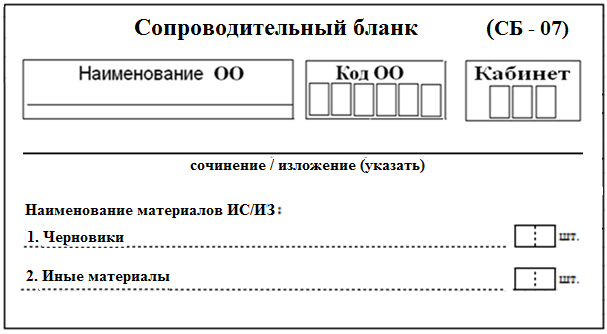 Сопроводительный бланк (СБ - 07)
Наименование ОО Код ОО Кабинет
сочинение / изложение (указать)
Наименование материалов ИС/ИЗ:
1. Черновики шт.
2. Иные материалы шт.